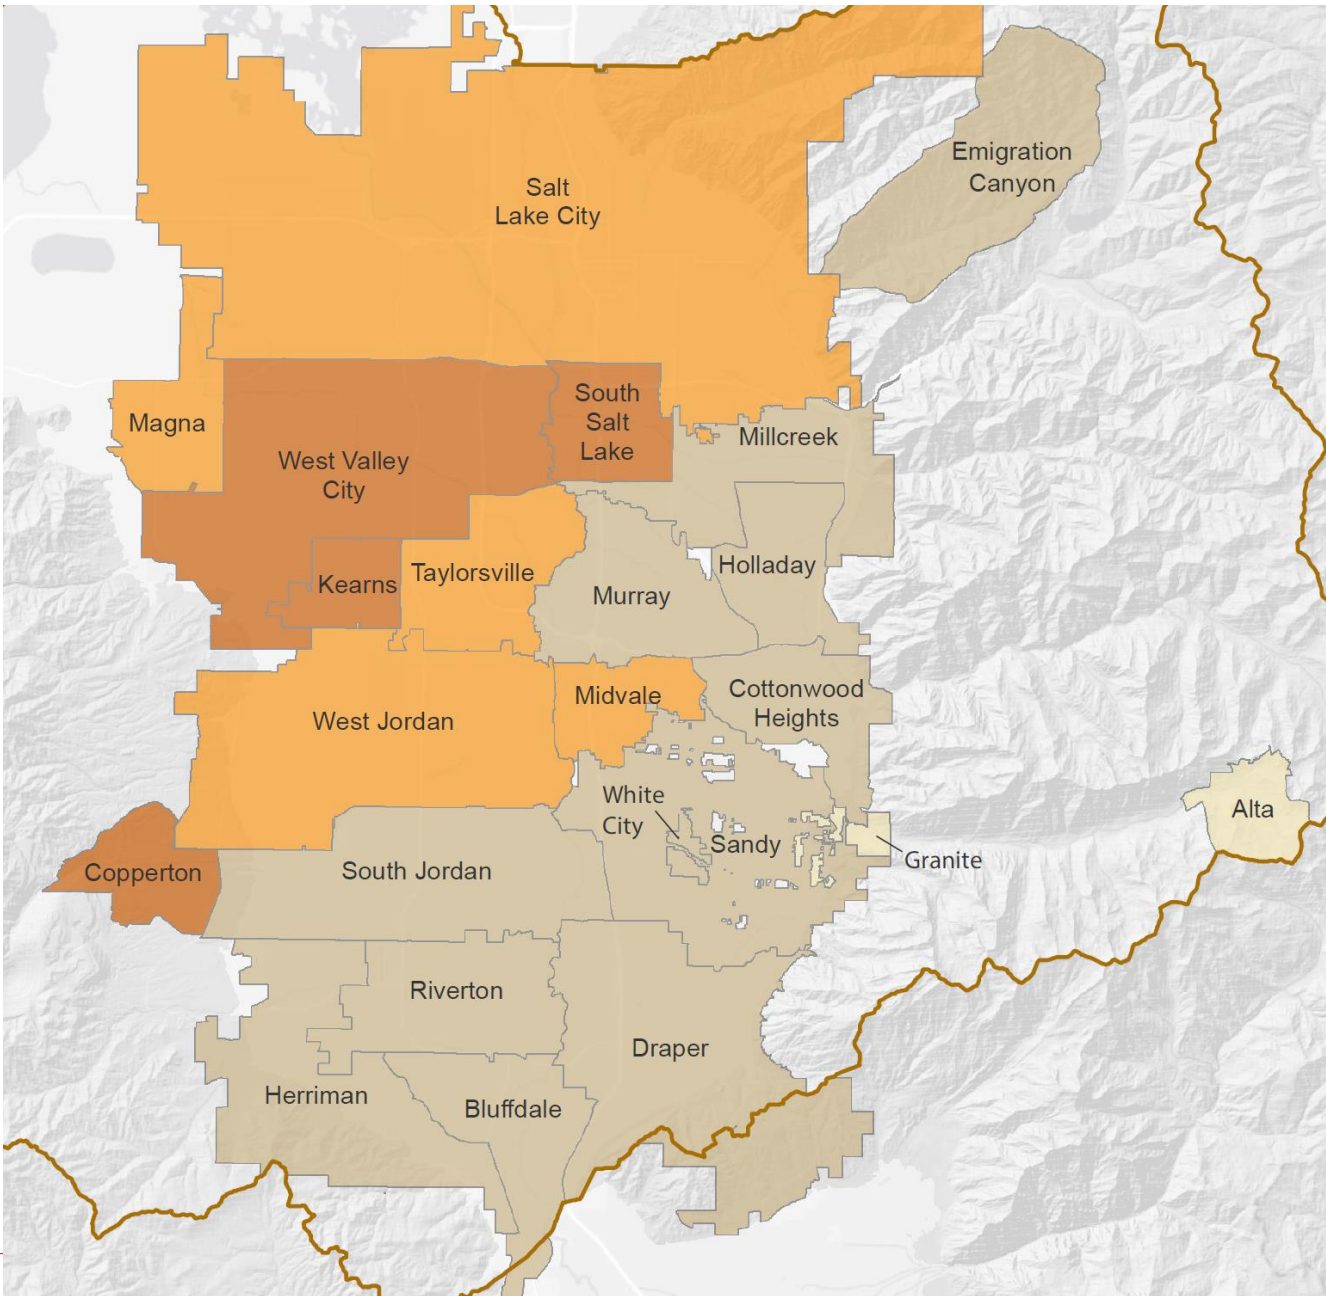 Emigration
Canyon
Salt
Lake City
South
Salt
Lake
Magna
Millcreek
West Valley
City
Holladay
Taylorsville
Kearns
Murray
Cottonwood
Heights
Midvale
West Jordan
White
City
Alta
Sandy
Granite
Copperton
South Jordan
Riverton
Draper
Herriman
Bluffdale